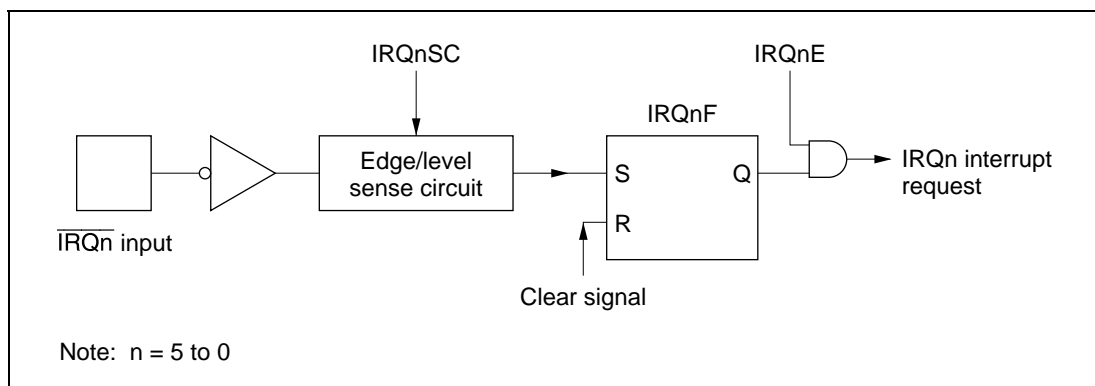 IRQnSC
IRQnE
IRQnF
Edge/level
sense circuit
S
Q
R
IRQn interrupt
request
IRQn input
Clear signal
Note: n = 5 to 0